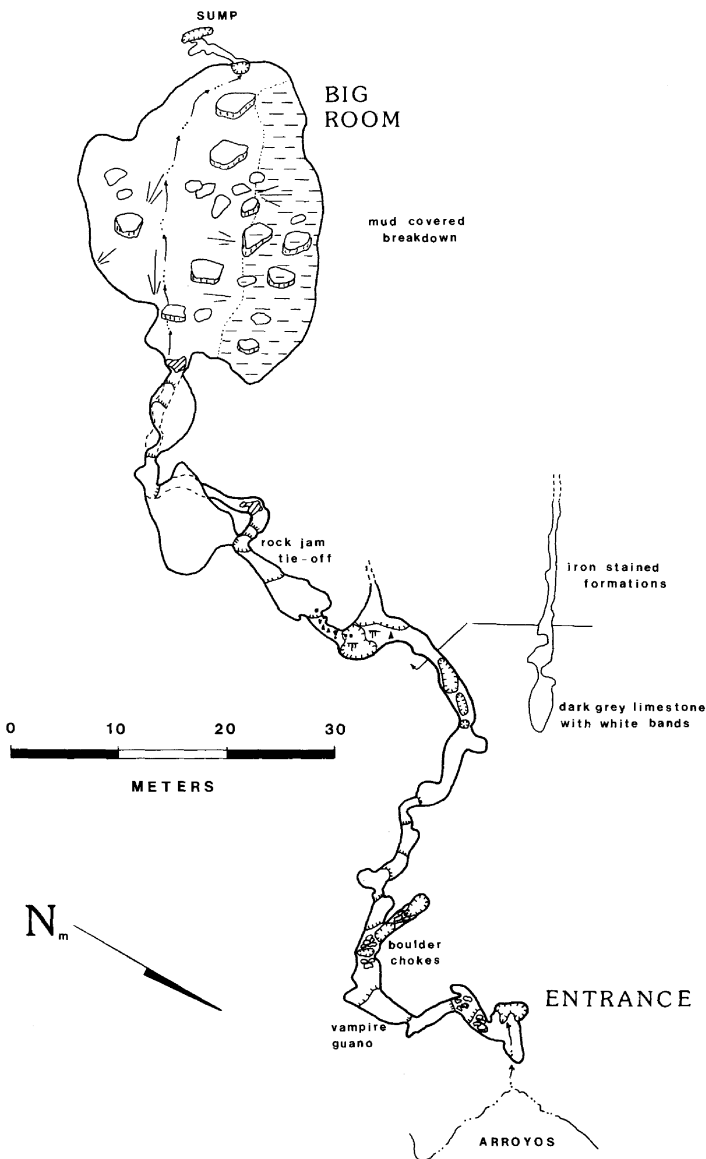 SUMP
BIG
ROOM
mud covered
breakdown
rock jam
tie-off
iron stained
formations
dark grey limestone
with white bands
0 10 20 30
METERS
Nm
boulder
chokes
ENTRANCE
vampire
guano
ARROYOS